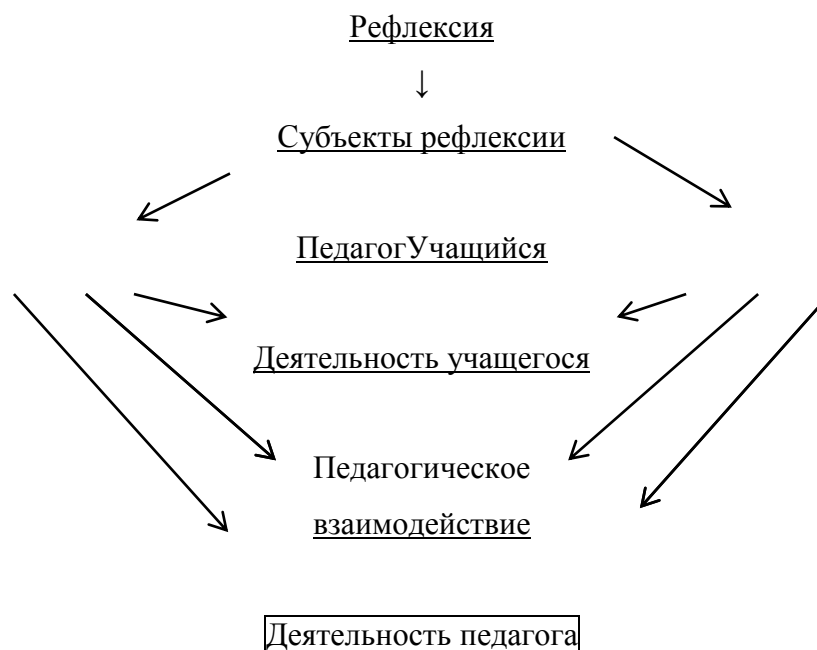 Рефлексия
↓
Субъекты рефлексии
ПедагогУчащийся
Деятельность учащегося
Педагогическое
взаимодействие
Деятельность педагога